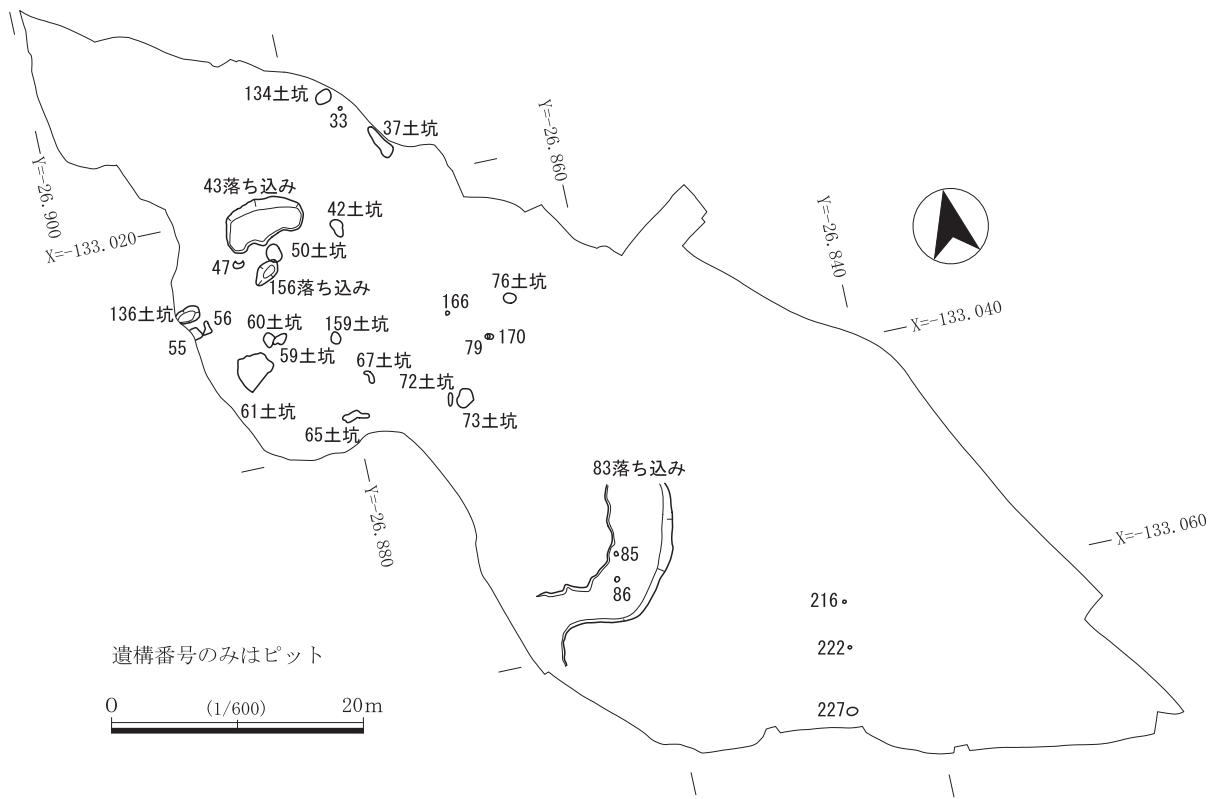 134土坑
33
37土坑
Y=-26.860
Y=-26.900
43落ち込み
42土坑
Y=-26.840
X=-133.020
50土坑
47
156落ち込み
76土坑
136土坑
56
166
X=-133.040
60土坑
159土坑
55
79
170
59土坑
67土坑
72土坑
61土坑
73土坑
65土坑
83落ち込み
Y=-26.880
X=-133.060
85
86
216
222
遺構番号のみはピット
0
(1/600)
20m
227